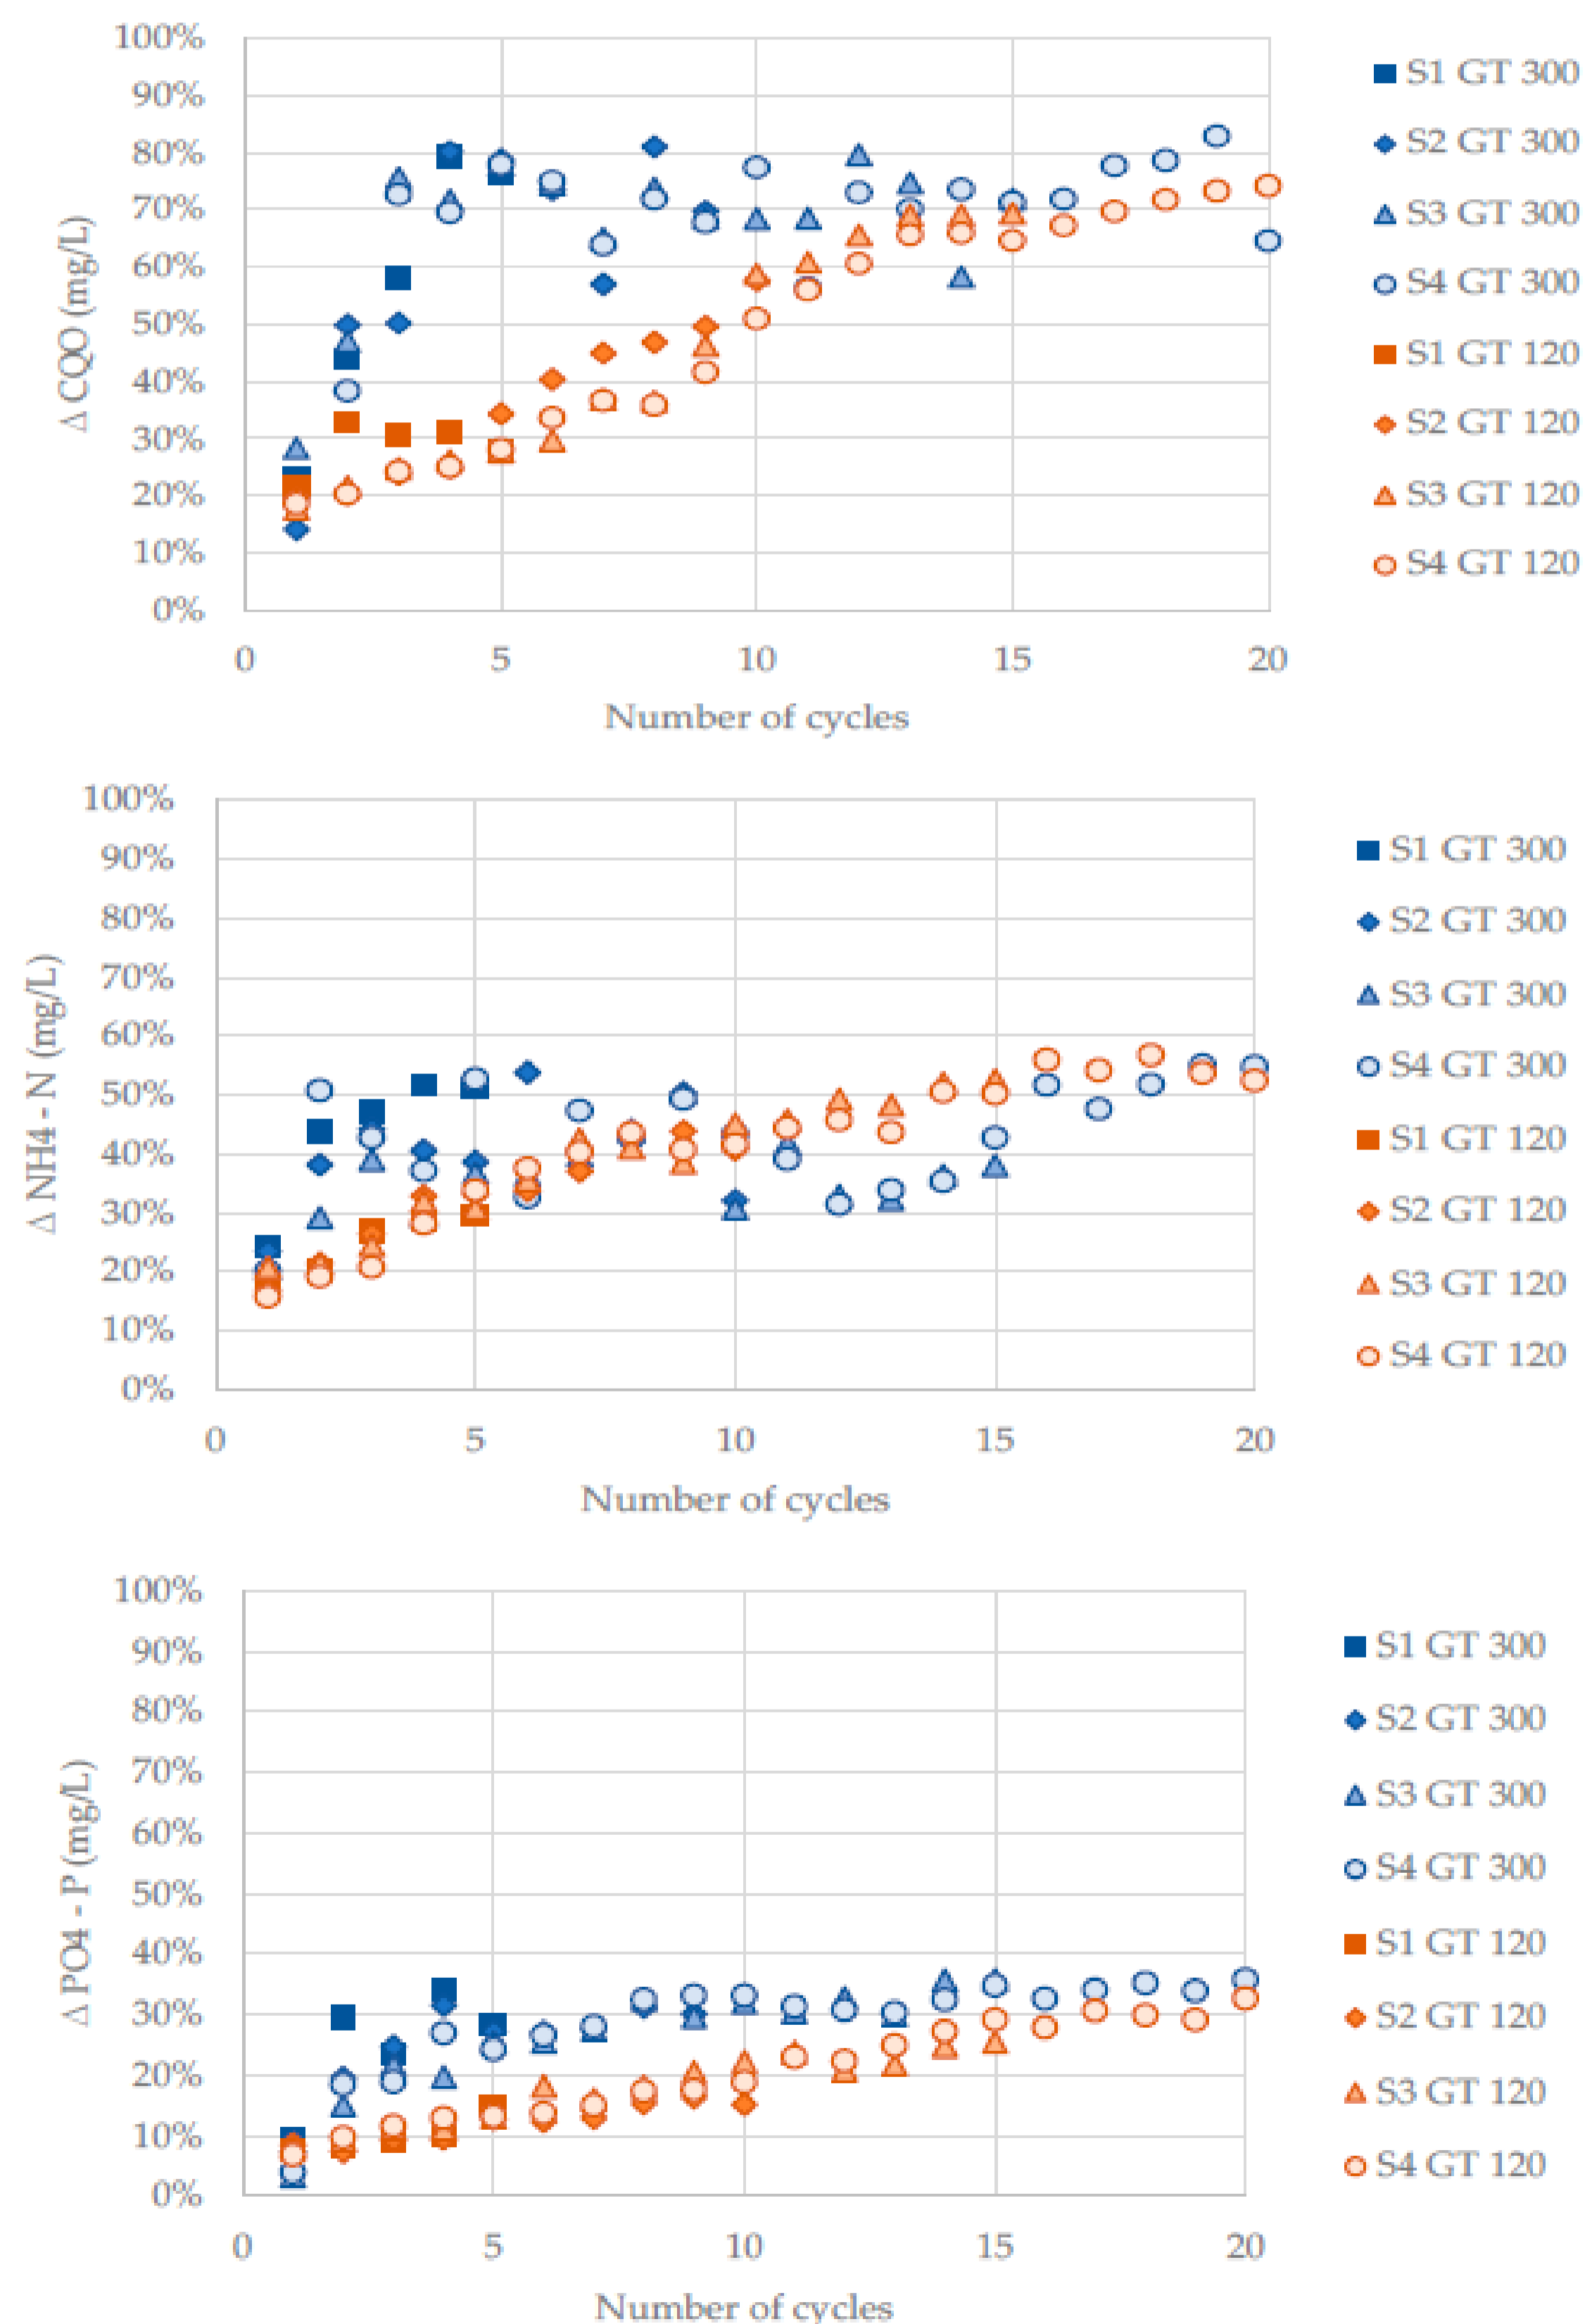 100%
90%
80%
70%
60%
50%
40%
30%
20%
10%
0%
Δ CQO (mg/L)
0 5 10 15 20
Number of cycles
S1 GT 300
S2 GT 300
S3 GT 300
S4 GT 300
S1 GT 120
S2 GT 120
S3 GT 120
S4 GT 120
100%
90%
80%
70%
60%
50%
40%
30%
20%
10%
0%
Δ NH4 - N (mg/L)
0 5 10 15 20
Number of cycles
S1 GT 300
S2 GT 300
S3 GT 300
S4 GT 300
S1 GT 120
S2 GT 120
S3 GT 120
S4 GT 120
100%
90%
80%
70%
60%
50%
40%
30%
20%
10%
0%
Δ PO4 - P (mg/L)
0 5 10 15 20
Number of cycles
S1 GT 300
S2 GT 300
S3 GT 300
S4 GT 300
S1 GT 120
S2 GT 120
S3 GT 120
S4 GT 120